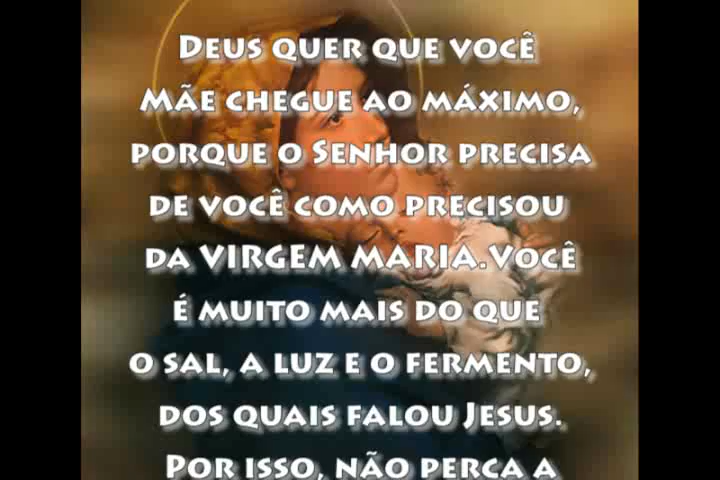 DEUS QUER QUE VOCÊ
MÃE CHEGUE AO MÁXIMO,
PORQUE O SENHOR PRECISA
DE VOCÊ COMO PRECISOU
DA VIRGEM MARIA. VOCÊ
É MUITO MAIS DO QUE
O SAL, A LUZ E O FERMENTO,
DOS QUAIS FALOU JESUS.
POR ISSO, NÃO PERCA A